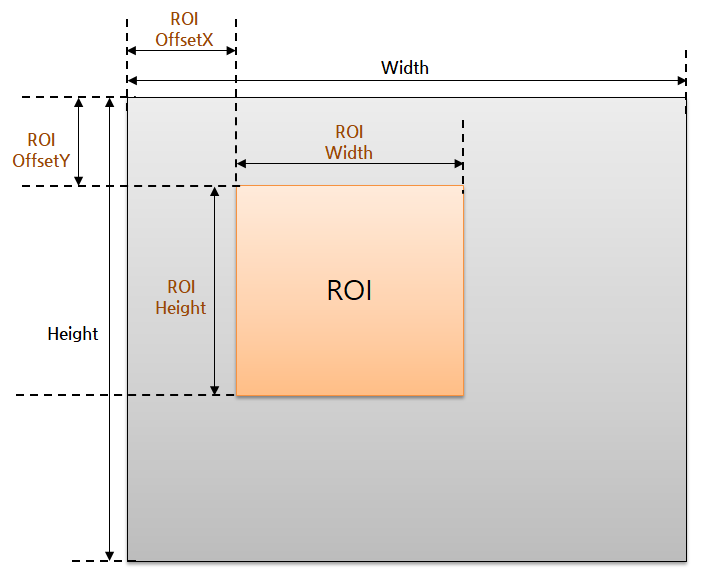 ROI
OffsetX
Width
ROI
OffsetY
ROI
Width
ROI
Height
ROI
Height